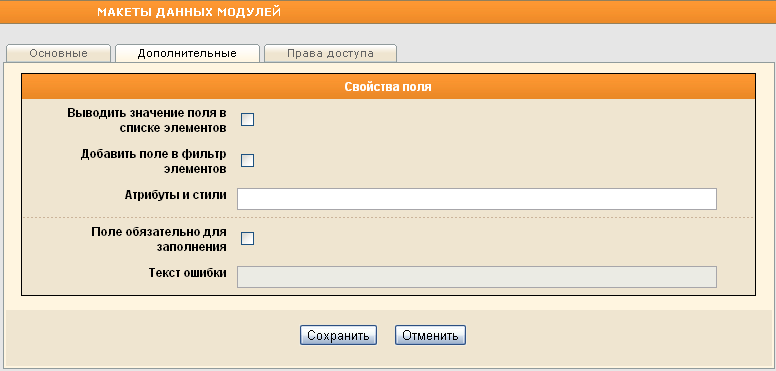 МАКЕТЫ ДАННЫХ МОДУЛЕЙ
Основные
Дополнительные
Права доступа
Свойства поля
Выводить значение поля в
списке элементов
Добавить поле в фильтр
элементов
Атрибуты и стили
Поле обязательно для
заполнения
Текст ошибки
Сохранить
Отменить